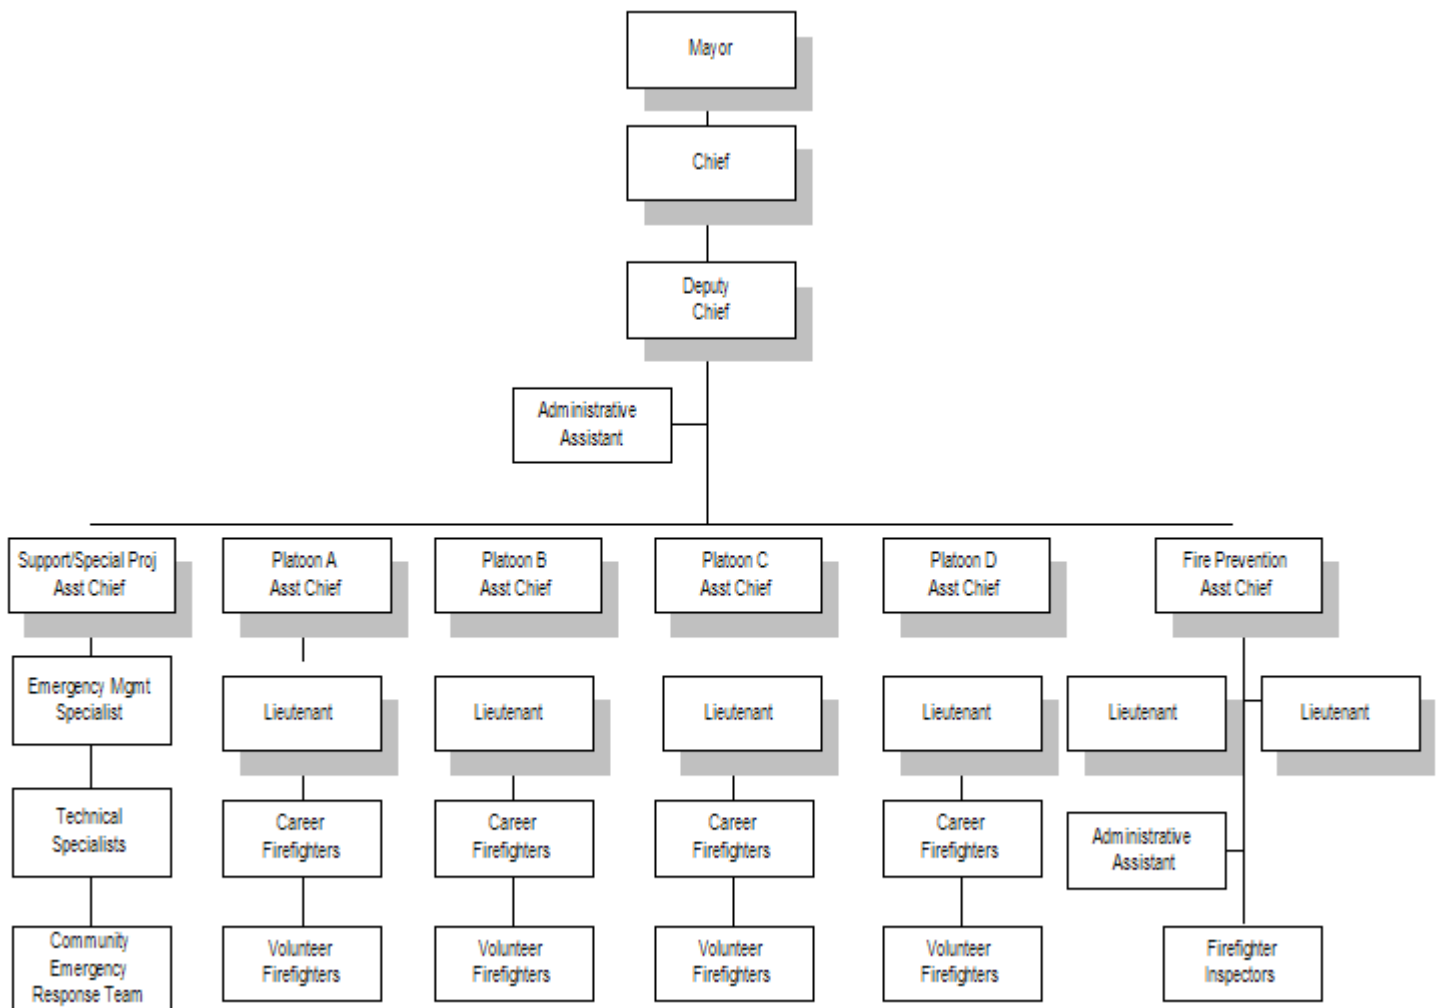 Mayor
Chief
Deputy
Chief
Administrative
Assistant
Support/Special Proj
Asst Chief
Platoon A
Asst Chief
Platoon B
Asst Chief
Platoon C
Asst Chief
Platoon D
Asst Chief
Fire Prevention
Asst Chief
Emergency Mgmt
Specialist
Lieutenant
Lieutenant
Lieutenant
Lieutenant
Lieutenant
Lieutenant
Technical
Specialists
Career
Firefighters
Career
Firefighters
Career
Firefighters
Career
Firefighters
Administrative
Assistant
Community
Emergency
Response Team
Volunteer
Firefighters
Volunteer
Firefighters
Volunteer
Firefighters
Volunteer
Firefighters
Firefighter
Inspectors